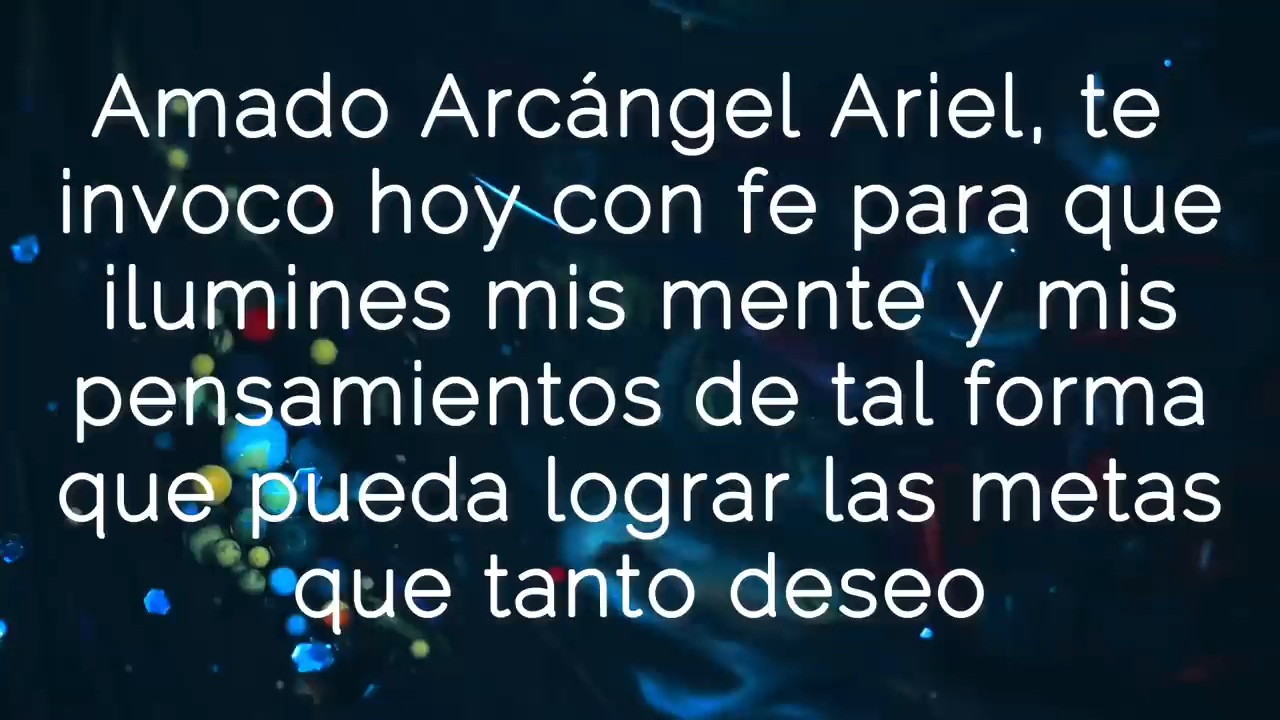 Amado Arcángel Ariel, te
invoco hoy con fe para que
ilumines mis mente y mis
pensamientos de tal forma
que pueda lograr las metas
que tanto deseo